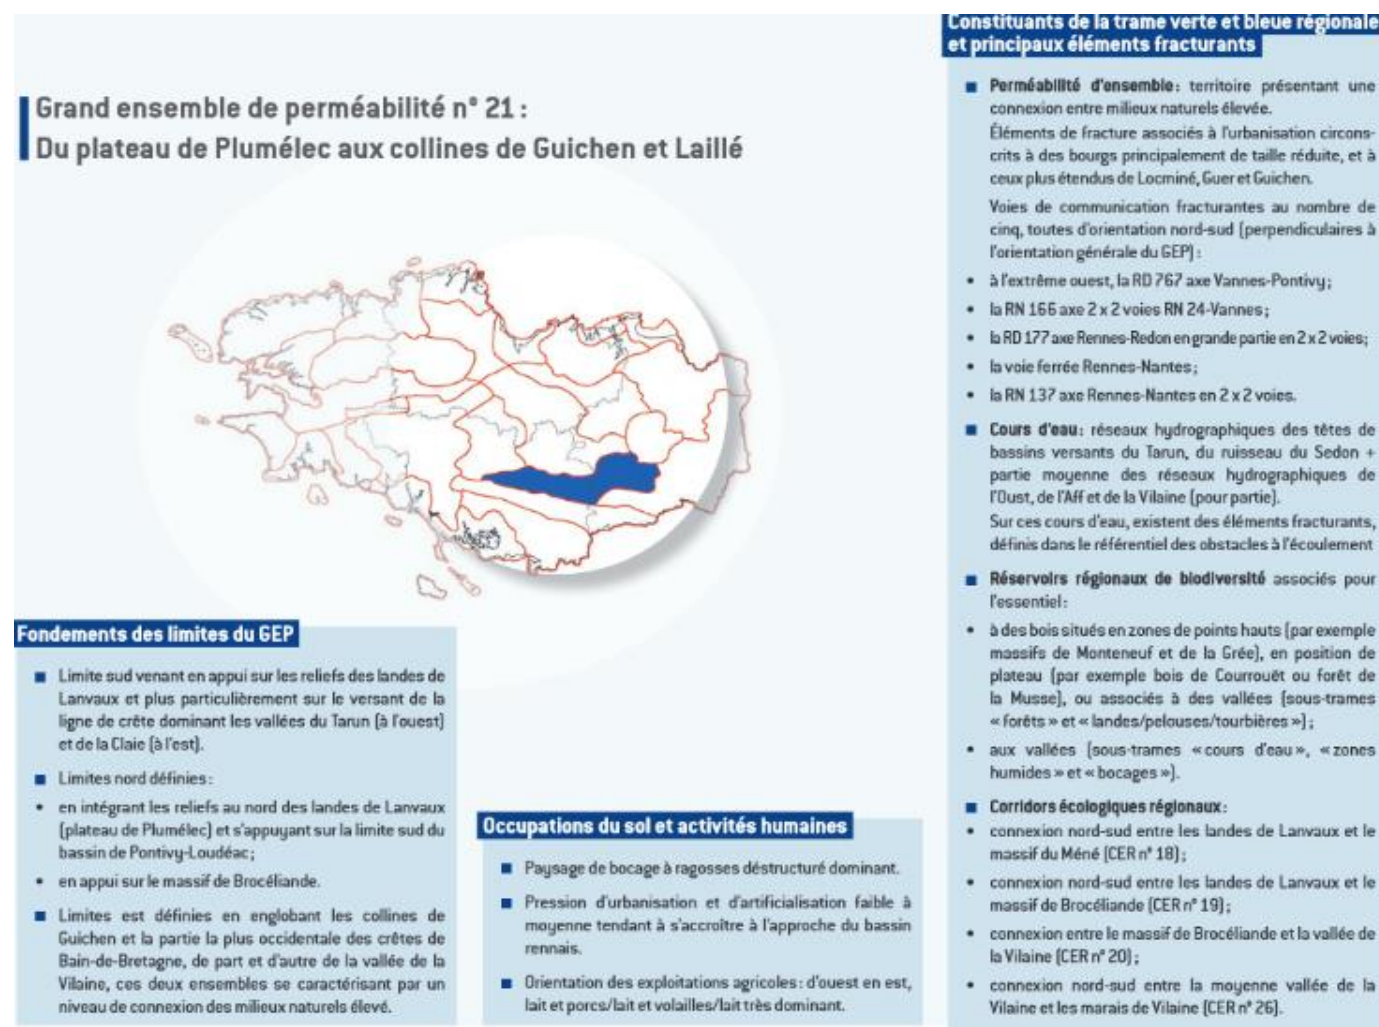 Grand ensemble de perméabilité n° 21 :
Du plateau de Plumélec aux collines de Guichen et Laillé
Fondements des limites du GEP
■ Limite sud venant en appui sur les reliefs des landes de
Lanvaux et plus particulièrement sur le versant de la
ligne de crête dominant les vallées du Tarun (à l'ouest)
et de la Claie (à l'est).
■ Limites nord définies :
• en intégrant les reliefs au nord des landes de Lanvaux
(plateau de Plumélec) et s'appuyant sur la limite sud du
bassin de Pontivy-Loudéac ;
• en appui sur le massif de Brocéliande.
■ Limites est définies en englobant les collines de
Guichen et la partie la plus occidentale des crêtes de
Bain-de-Bretagne, de part et d'autre de la vallée de la
Vilaine, ces deux ensembles se caractérisant par un
niveau de connexion des milieux naturels élevé.
Occupations du sol et activités humaines
■ Paysage de bocage à ragosses déstructuré dominant.
■ Pression d'urbanisation et d'artificialisation faible à
moyenne tendant à s'accroître à l'approche du bassin
rennais.
■ Orientation des exploitations agricoles : d'ouest en est,
lait et porcs/lait et volailles/lait très dominant.
Constituants de la trame verte et bleue régionale
et principaux éléments fracturants
■ Perméabilité d'ensemble : territoire présentant une
connexion entre milieux naturels élevée.
Éléments de fracture associés à l'urbanisation circons-
crits à des bourgs principalement de taille réduite, et à
ceux plus étendus de Locminé, Guer et Guichen.
Voies de communication fracturantes au nombre de
cinq, toutes d'orientation nord-sud (perpendiculaires à
l'orientation générale du GEP) :
• à l'extrême ouest, la RD 767 axe Vannes-Pontivy ;
• la RN 166 axe 2 x 2 voies RN 24-Vannes ;
• la RD 177 axe Rennes-Redon en grande partie en 2 x 2 voies ;
• la voie ferrée Rennes-Nantes ;
• la RN 137 axe Rennes-Nantes en 2 x 2 voies.
■ Cours d'eau : réseaux hydrographiques des têtes de
bassins versants du Tarun, du ruisseau du Sedon +
partie moyenne des réseaux hydrographiques de
l'Oust, de l'Aff et de la Vilaine (pour partie).
Sur ces cours d'eau, existent des éléments fracturants,
définis dans le référentiel des obstacles à l'écoulement
■ Réservoirs régionaux de biodiversité associés pour
l'essentiel :
• à des bois situés en zones de points hauts (par exemple
massifs de Monteneuf et de la Grée), en position de
plateau (par exemple bois de Courrouët ou forêt de
la Musse), ou associés à des vallées (sous-trames
« forêts » et « landes/pelouses/tourbières ») ;
• aux vallées (sous-trames « cours d'eau », « zones
humides » et « bocages »).
■ Corridors écologiques régionaux :
• connexion nord-sud entre les landes de Lanvaux et le
massif du Méné (CER n° 18) ;
• connexion nord-sud entre les landes de Lanvaux et le
massif de Brocéliande (CER n° 19) ;
• connexion entre le massif de Brocéliande et la vallée de
la Vilaine (CER n° 20) ;
• connexion nord-sud entre la moyenne vallée de la
Vilaine et les marais de Vilaine (CER n° 26).